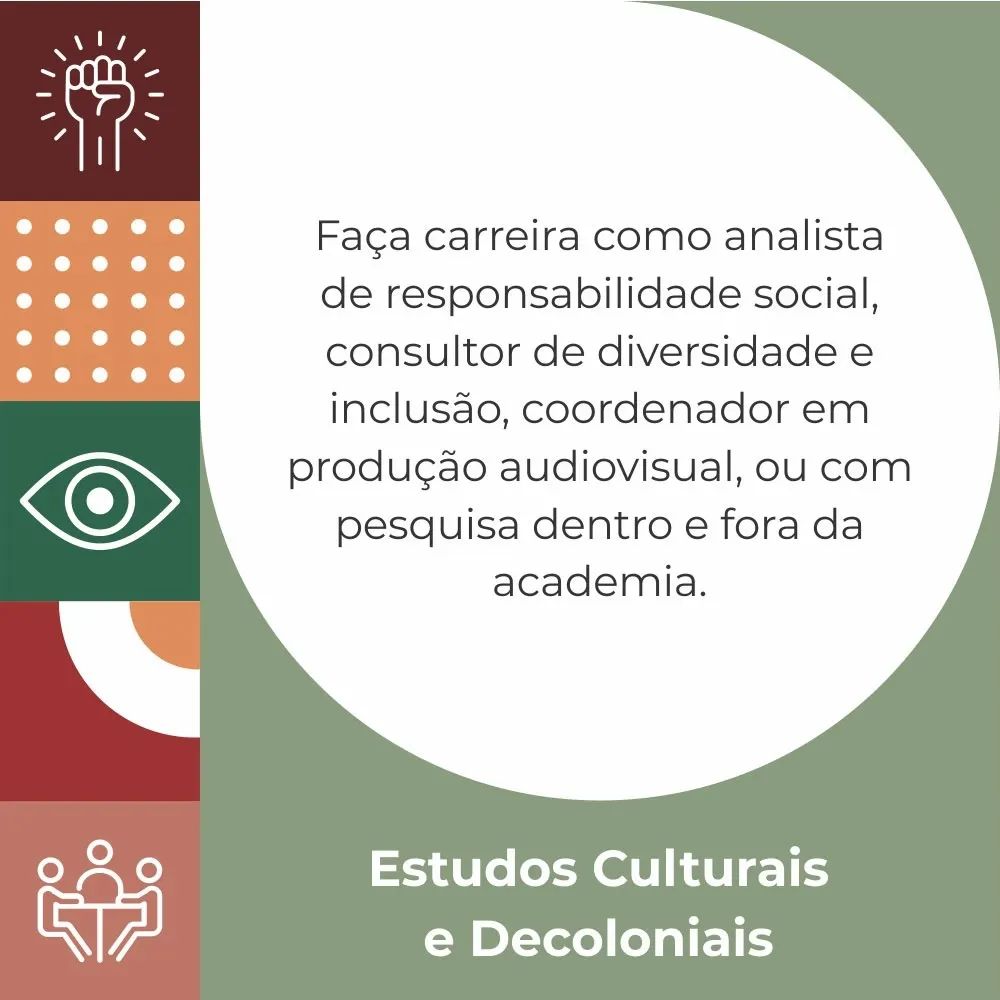 Faça carreira como analista
de responsabilidade social,
consultor de diversidade e
inclusão, coordenador em
produção audiovisual, ou com
pesquisa dentro e fora da
academia.
Estudos Culturais
e Decoloniais